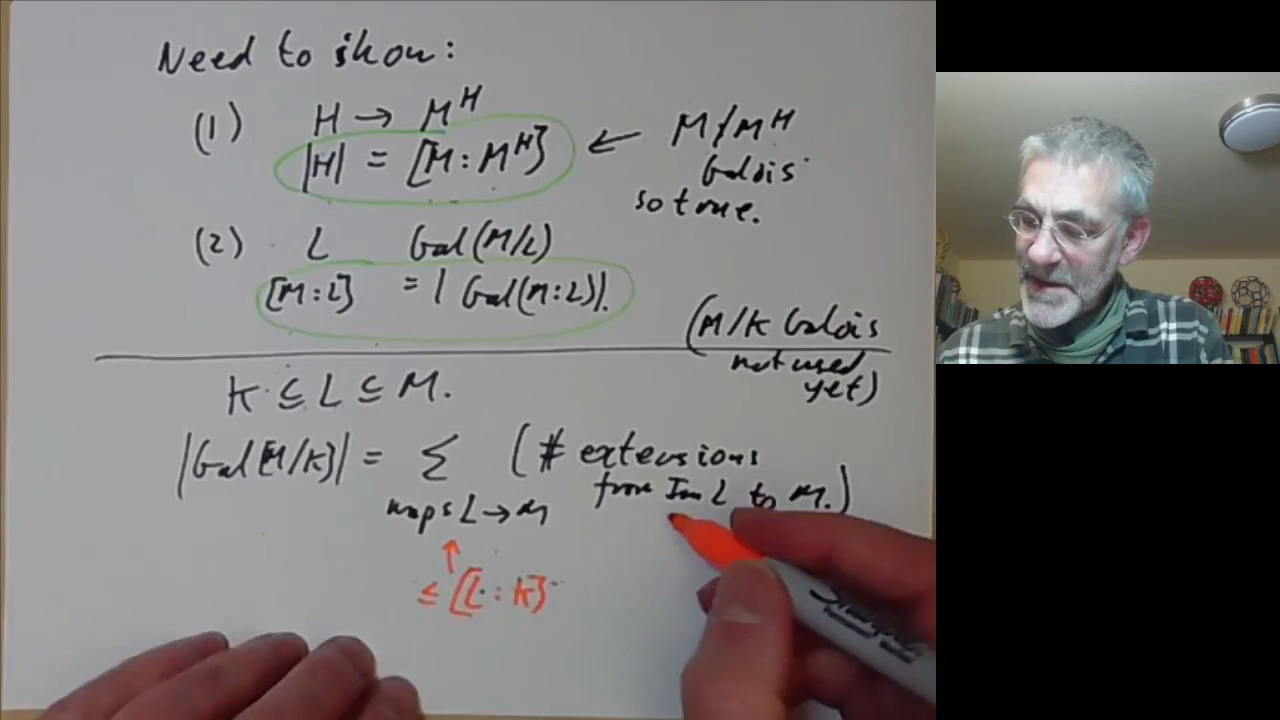 Need to show:
(1) H → M^H
|H| = [M : M^H] ← M/M^H
Galois
so true.
(2) L Gal(M/L)
[M:L] = | Gal(M:L)|.
(M/K Galois
not used
yet)
K ⊆ L ⊆ M.
|Gal[M/K]| = Σ (# extensions
maps L → M from Im L to M.)
↑
≤ [L : K]
Sharpie